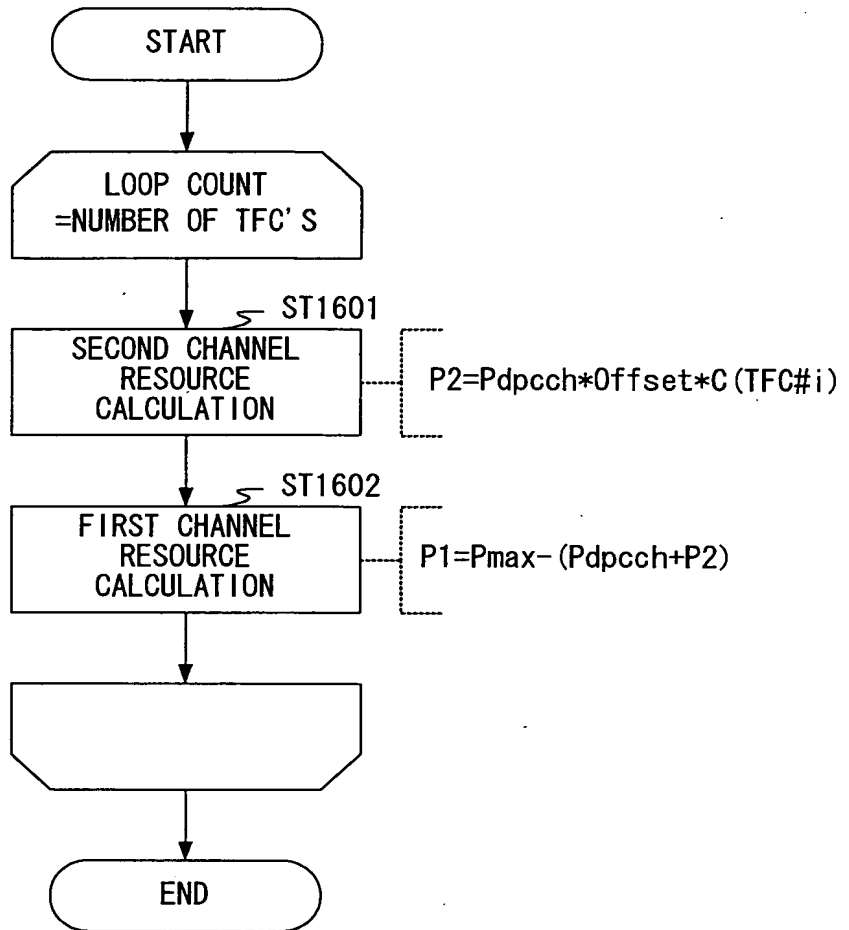 START
LOOP COUNT
=NUMBER OF TFC'S
ST1601
SECOND CHANNEL
RESOURCE
CALCULATION
P2=Pdpcch*Offset*C(TFC#i)
ST1602
FIRST CHANNEL
RESOURCE
CALCULATION
P1=Pmax-(Pdpcch+P2)
END